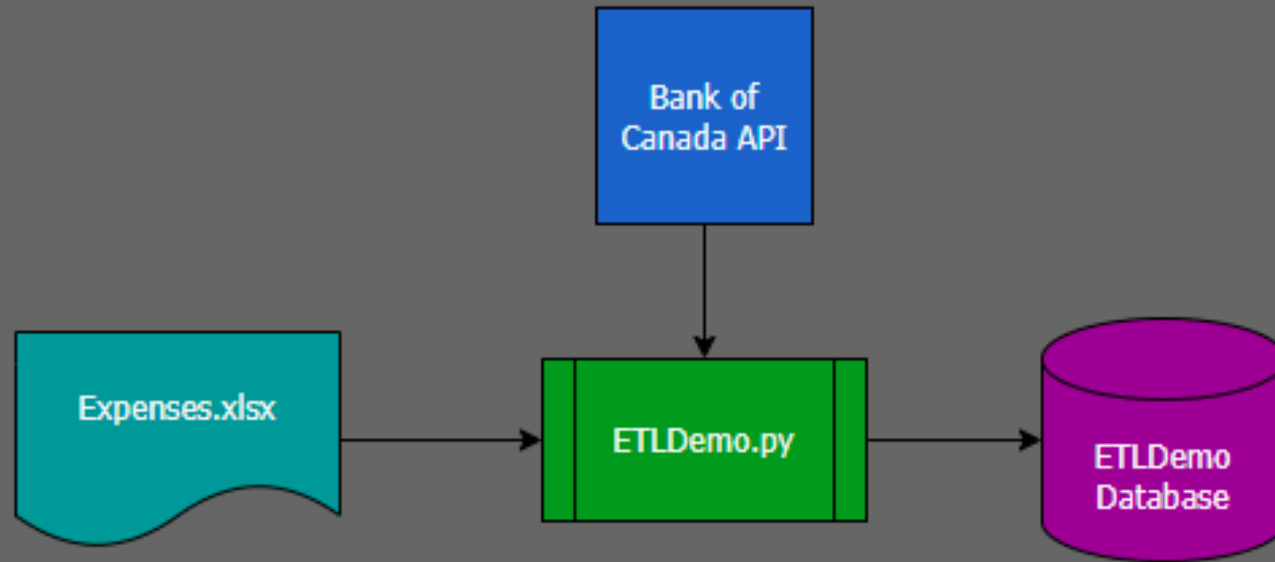 Bank of
Canada API
Expenses.xlsx
ETLDemo.py
ETLDemo
Database